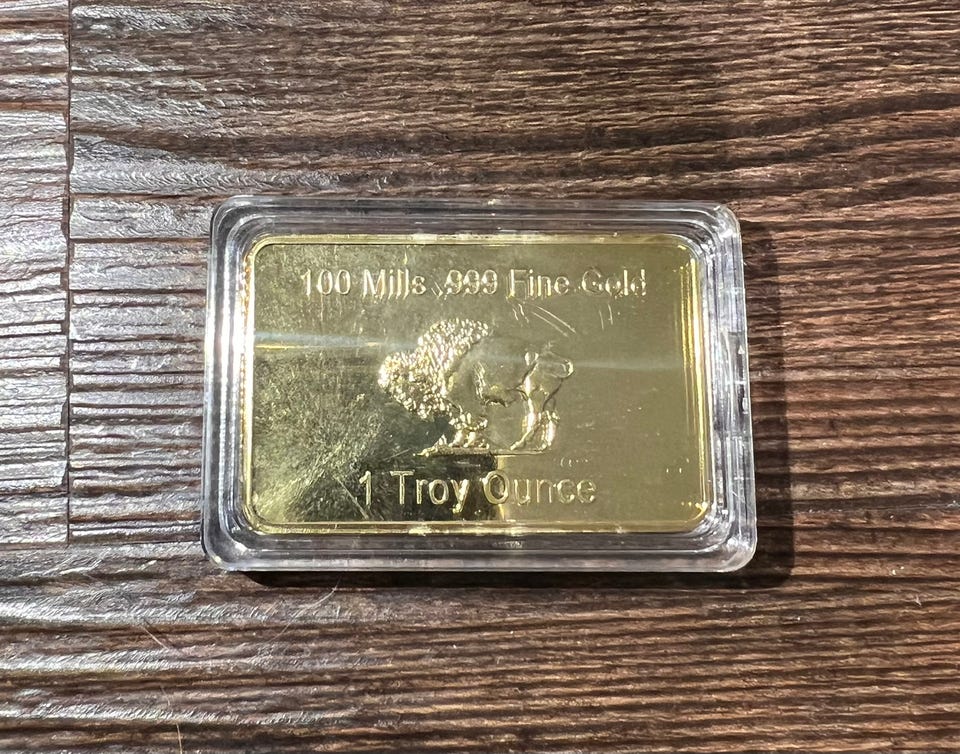 100 Mills .999 Fine Gold
1 Troy Ounce